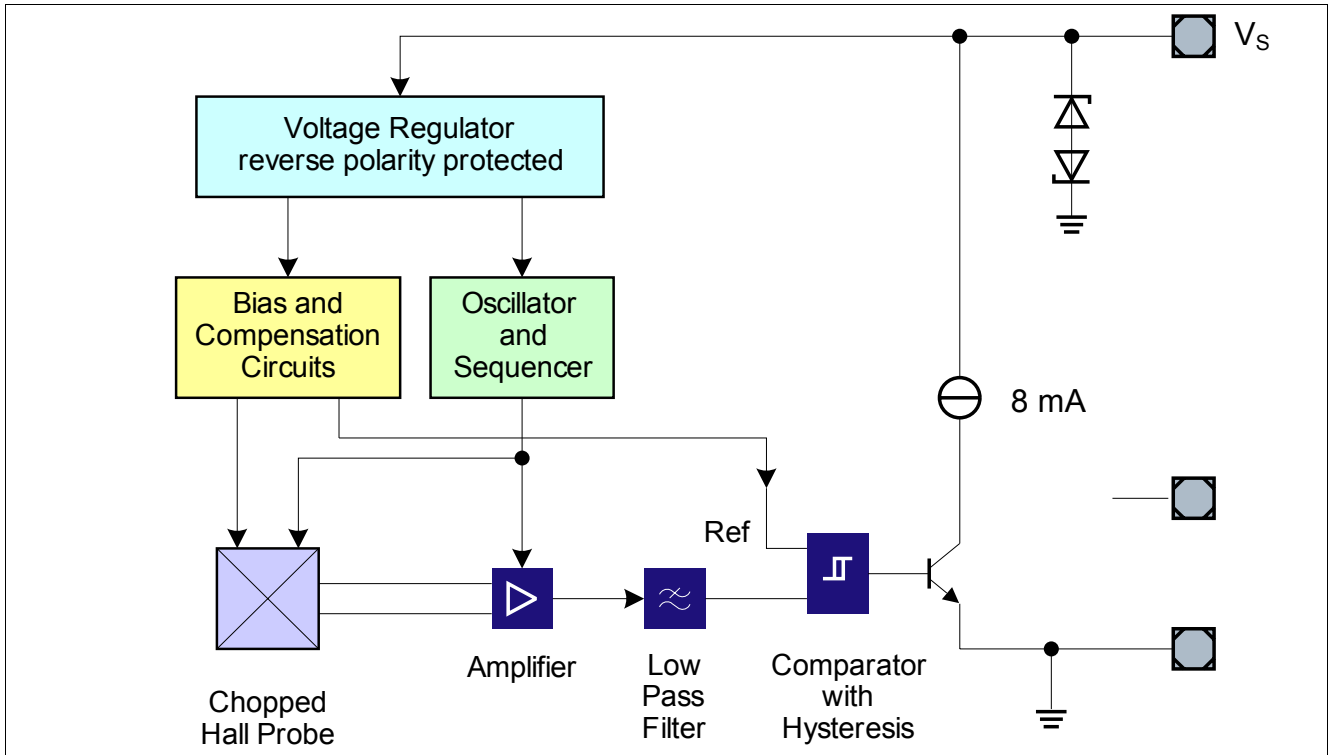 V_S
Voltage Regulator
reverse polarity protected
Bias and
Compensation
Circuits
Oscillator
and
Sequencer
8 mA
Ref
Amplifier
Low
Pass
Filter
Comparator
with
Hysteresis
Chopped
Hall Probe